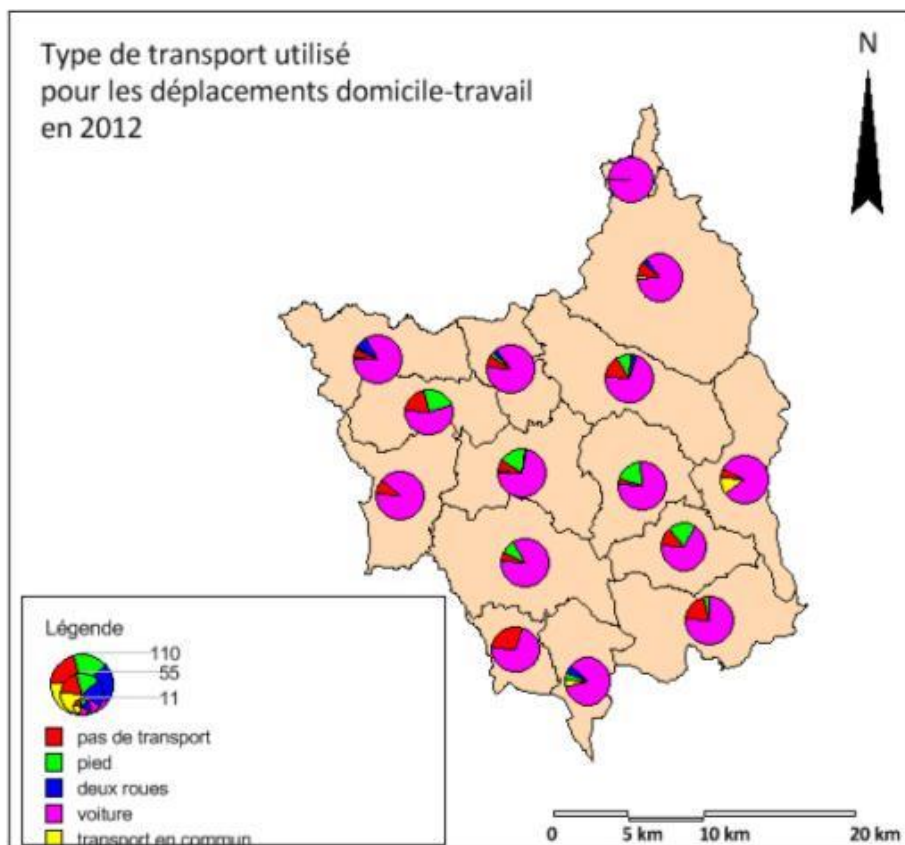 Type de transport utilisé
pour les déplacements domicile-travail
en 2012
N
Légende
110
55
11
pas de transport
pied
deux roues
voiture
transport en commun
0 5 km 10 km 20 km